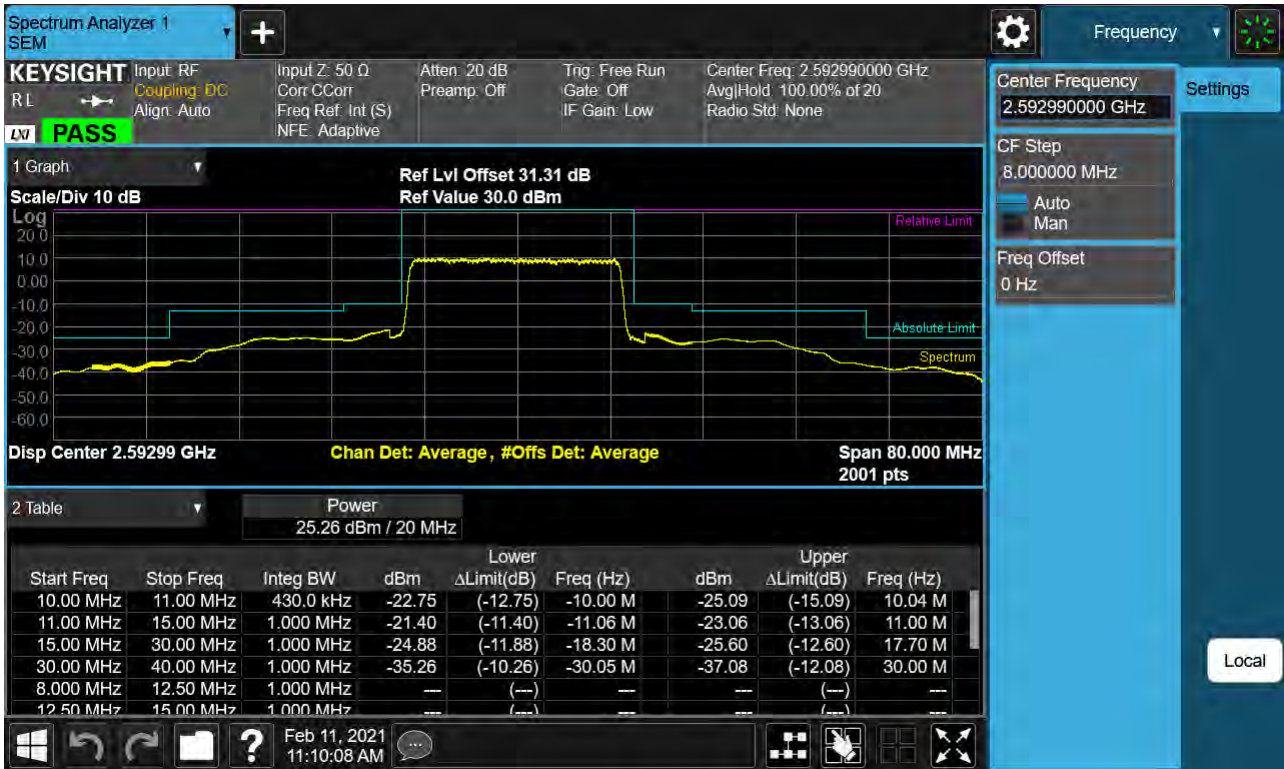 Spectrum Analyzer 1
SEM
Frequency
KEYSIGHT
R L
LXI
PASS
Input: RF
Coupling: DC
Align: Auto
Input Z: 50 Ω
Corr CCorr
Freq Ref: Int (S)
NFE: Adaptive
Atten: 20 dB
Preamp: Off
Trig: Free Run
Gate: Off
IF Gain: Low
Center Freq: 2.592990000 GHz
Avg|Hold: 100.00% of 20
Radio Std: None
Center Frequency
2.592990000 GHz
Settings
CF Step
8.000000 MHz
Auto
Man
Freq Offset
0 Hz
1 Graph
Scale/Div 10 dB
Ref Lvl Offset 31.31 dB
Ref Value 30.0 dBm
Log
20.0
10.0
0.00
-10.0
-20.0
-30.0
-40.0
-50.0
-60.0
Relative Limit
Absolute Limit
Spectrum
Disp Center 2.59299 GHz
Chan Det: Average, #Offs Det: Average
Span 80.000 MHz
2001 pts
2 Table
Power
25.26 dBm / 20 MHz
Lower Upper
Start Freq Stop Freq Integ BW dBm ΔLimit(dB) Freq (Hz) dBm ΔLimit(dB) Freq (Hz)
10.00 MHz 11.00 MHz 430.0 kHz -22.75 (-12.75) -10.00 M -25.09 (-15.09) 10.04 M
11.00 MHz 15.00 MHz 1.000 MHz -21.40 (-11.40) -11.06 M -23.06 (-13.06) 11.00 M
15.00 MHz 30.00 MHz 1.000 MHz -24.88 (-11.88) -18.30 M -25.60 (-12.60) 17.70 M
30.00 MHz 40.00 MHz 1.000 MHz -35.26 (-10.26) -30.05 M -37.08 (-12.08) 30.00 M
8.000 MHz 12.50 MHz 1.000 MHz --- (---) --- --- (---) ---
12.50 MHz 15.00 MHz 1.000 MHz --- (---) --- --- (---) ---
Local
Feb 11, 2021
11:10:08 AM